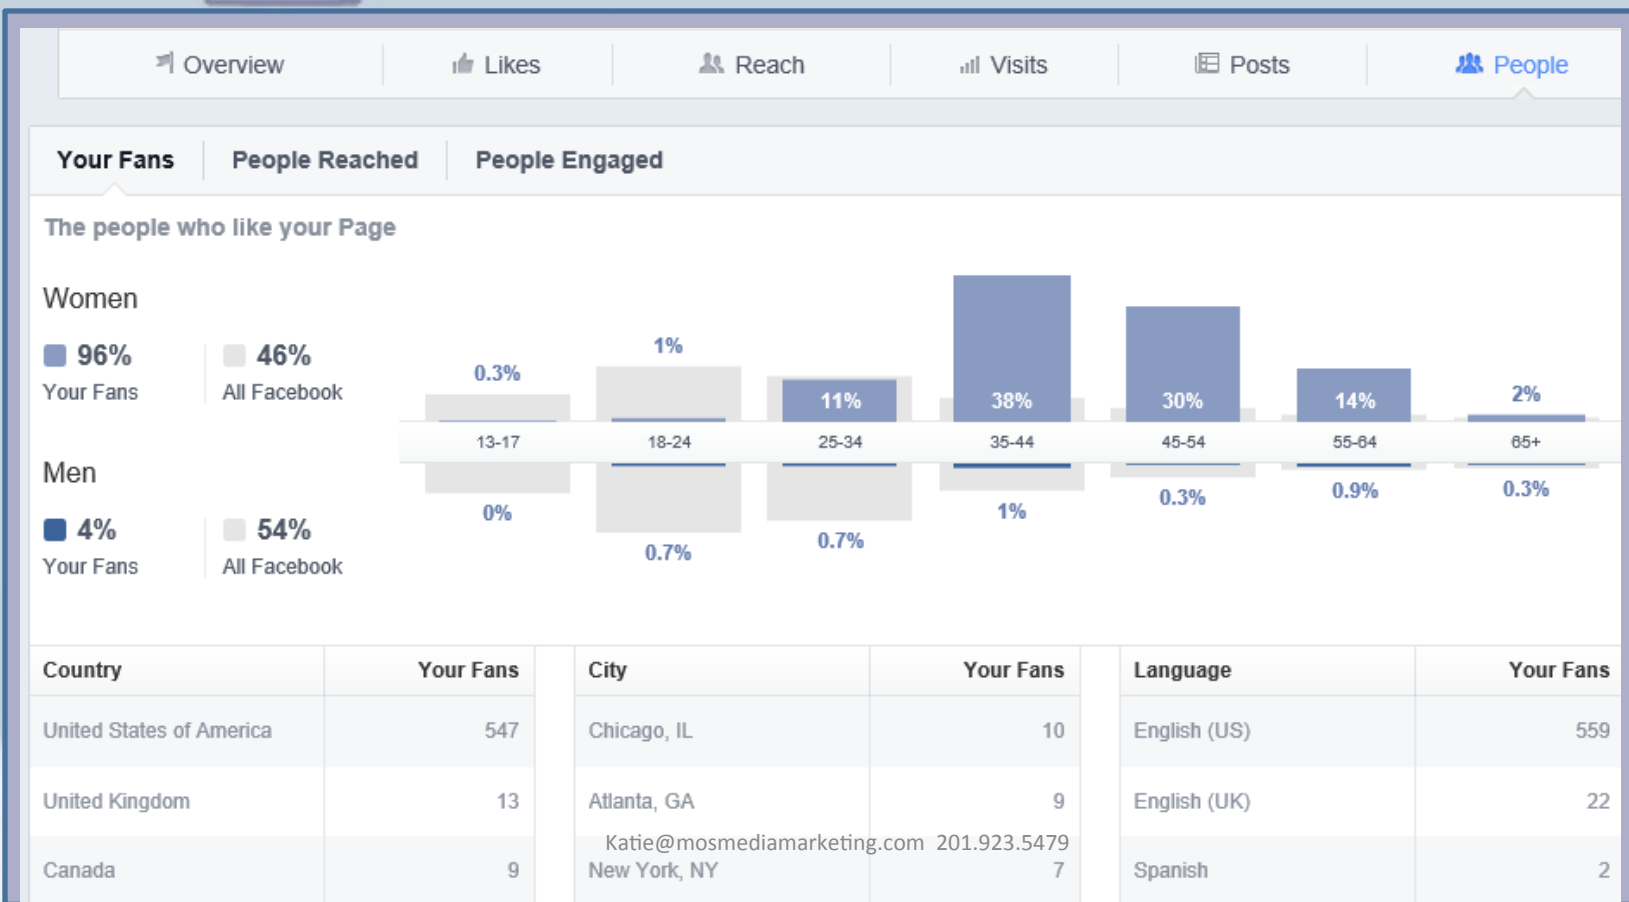 Overview Likes Reach Visits Posts People
Your Fans People Reached People Engaged
The people who like your Page
Women
96% 46%
Your Fans All Facebook
0.3% 1% 11% 38% 30% 14% 2%
13-17 18-24 25-34 35-44 45-54 55-64 65+
Men
4% 54%
Your Fans All Facebook
0% 0.7% 0.7% 1% 0.3% 0.9% 0.3%
Country Your Fans City Your Fans Language Your Fans
United States of America 547 Chicago, IL 10 English (US) 559
United Kingdom 13 Atlanta, GA 9 English (UK) 22
Katie@mosmediamarketing.com 201.923.5479
Canada 9 New York, NY 7 Spanish 2